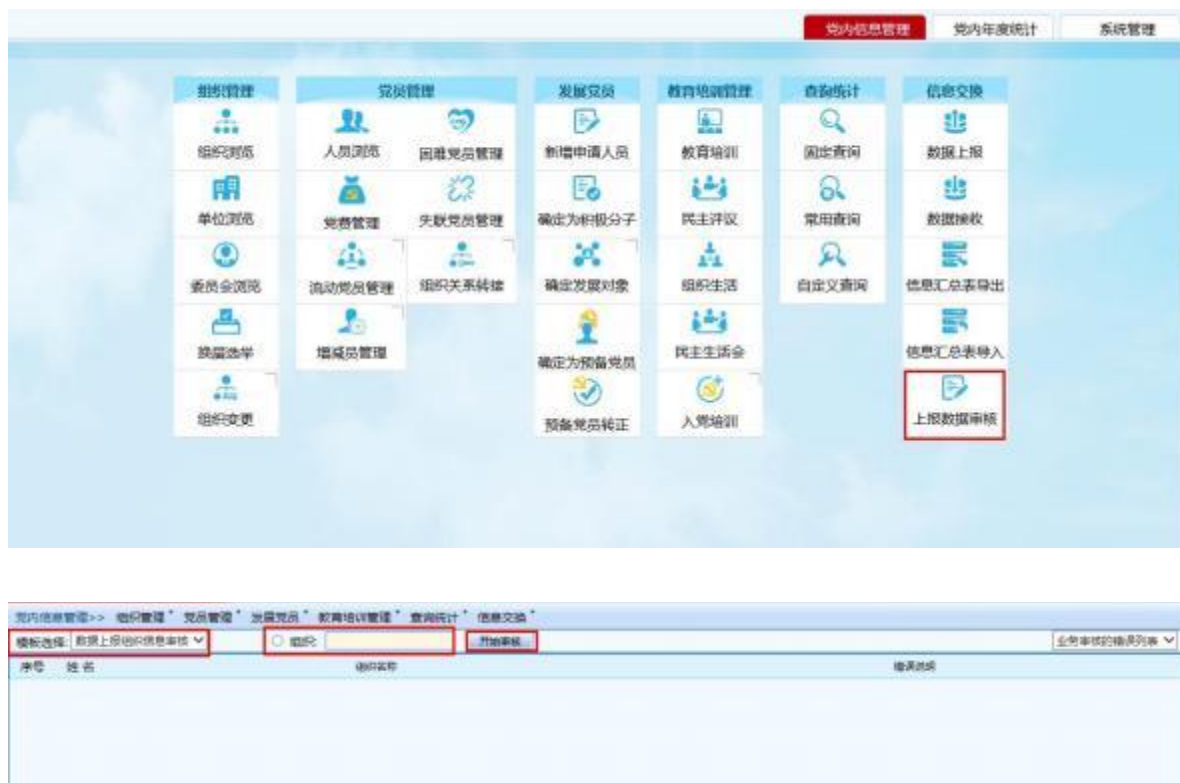 党内信息管理 党内年度统计 系统管理
组织管理 党员管理 发展党员 教育培训管理 查询统计 信息交换
组织浏览 人员浏览 困难党员管理 新增申请人员 教育培训 固定查询 数据上报
单位浏览 党费管理 失联党员管理 确定为积极分子 民主评议 常用查询 数据接收
委员会浏览 流动党员管理 组织关系转接 确定发展对象 组织生活 自定义查询 信息汇总表导出
换届选举 增减员管理 确定为预备党员 民主生活会 信息汇总表导入
组织变更 预备党员转正 入党培训 上报数据审核
党内信息管理>> 组织管理 党员管理 发展党员 教育培训管理 查询统计 信息交换
模板选择: 数据上报组织信息审核 组织: 开始审核 业务审核的错误列表
序号 姓名 组织名称 错误说明